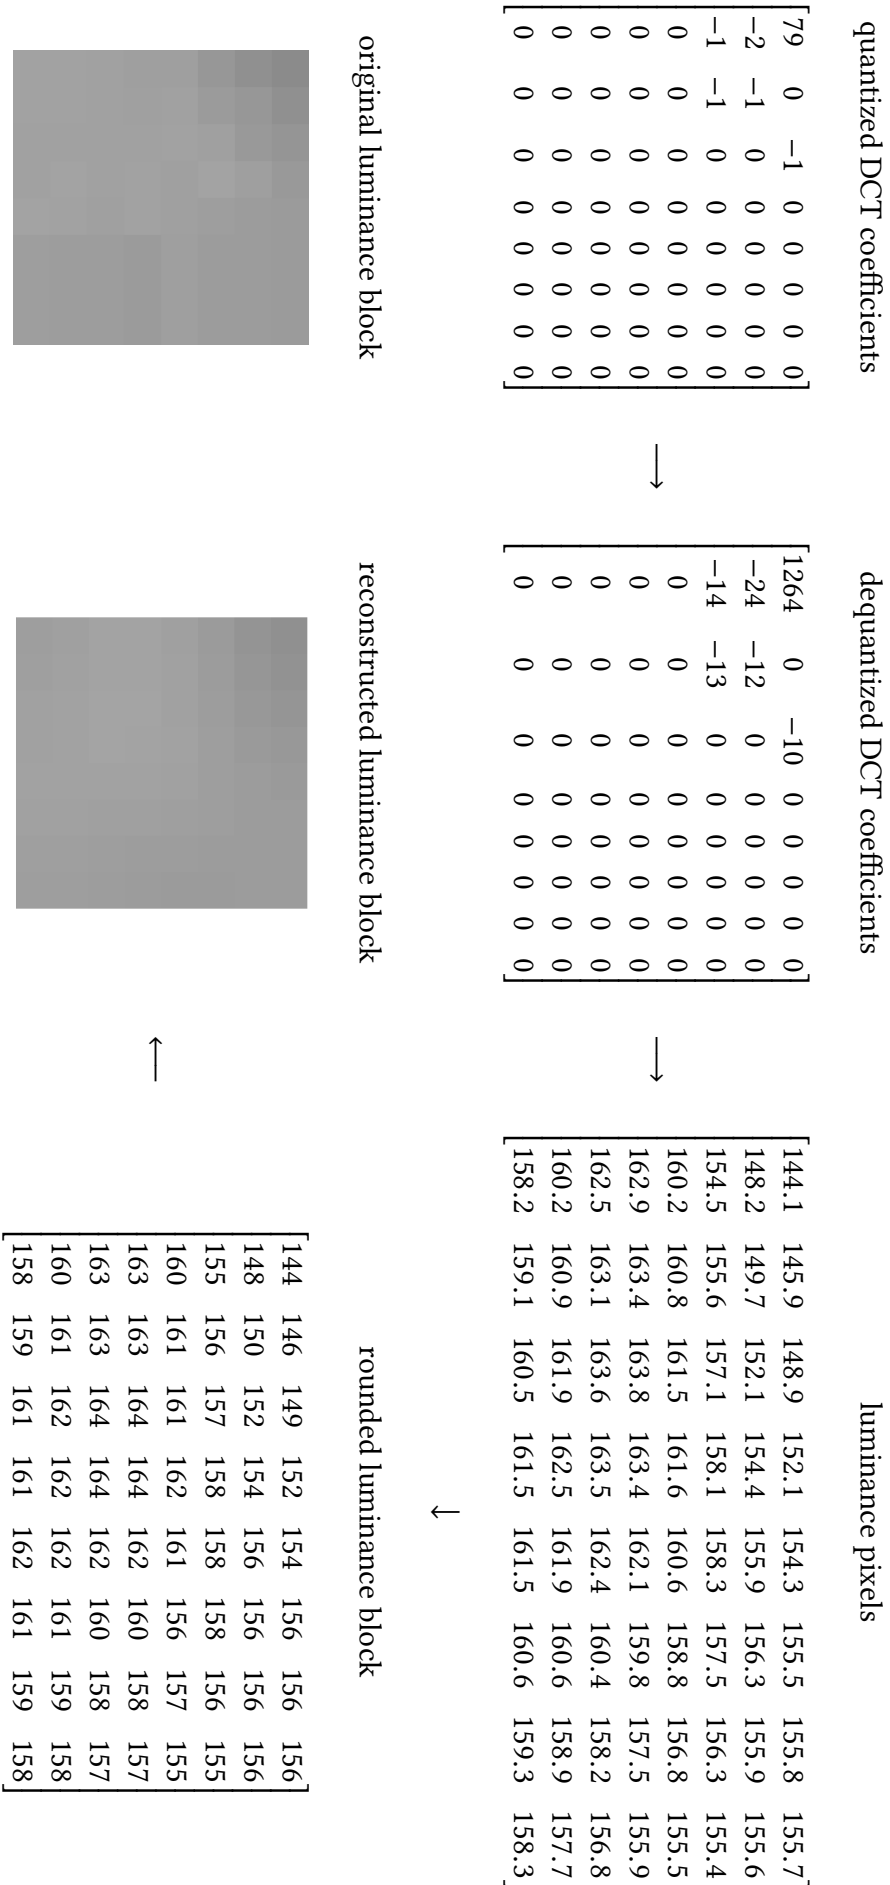 quantized DCT coefficients
79 0 −1 0 0 0 0 0
−2 −1 0 0 0 0 0 0
−1 −1 0 0 0 0 0 0
0 0 0 0 0 0 0 0
0 0 0 0 0 0 0 0
0 0 0 0 0 0 0 0
0 0 0 0 0 0 0 0
0 0 0 0 0 0 0 0
→
dequantized DCT coefficients
1264 0 −10 0 0 0 0 0
−24 −12 0 0 0 0 0 0
−14 −13 0 0 0 0 0 0
0 0 0 0 0 0 0 0
0 0 0 0 0 0 0 0
0 0 0 0 0 0 0 0
0 0 0 0 0 0 0 0
0 0 0 0 0 0 0 0
→
luminance pixels
144.1 145.9 148.9 152.1 154.3 155.5 155.8 155.7
148.2 149.7 152.1 154.4 155.9 156.3 155.9 155.6
154.5 155.6 157.1 158.1 158.3 157.5 156.3 155.4
160.2 160.8 161.5 161.6 160.6 158.8 156.8 155.5
162.9 163.4 163.8 163.4 162.1 159.8 157.5 155.9
162.5 163.1 163.6 163.5 162.4 160.4 158.2 156.8
160.2 160.9 161.9 162.5 161.9 160.6 158.9 157.7
158.2 159.1 160.5 161.5 161.5 160.6 159.3 158.3
↓
original luminance block
reconstructed luminance block
←
rounded luminance block
144 146 149 152 154 156 156 156
148 150 152 154 156 156 156 156
155 156 157 158 158 158 156 155
160 161 161 162 161 156 157 155
163 163 164 164 162 160 158 157
163 163 164 164 162 160 158 157
160 161 162 162 162 161 159 158
158 159 161 161 162 161 159 158